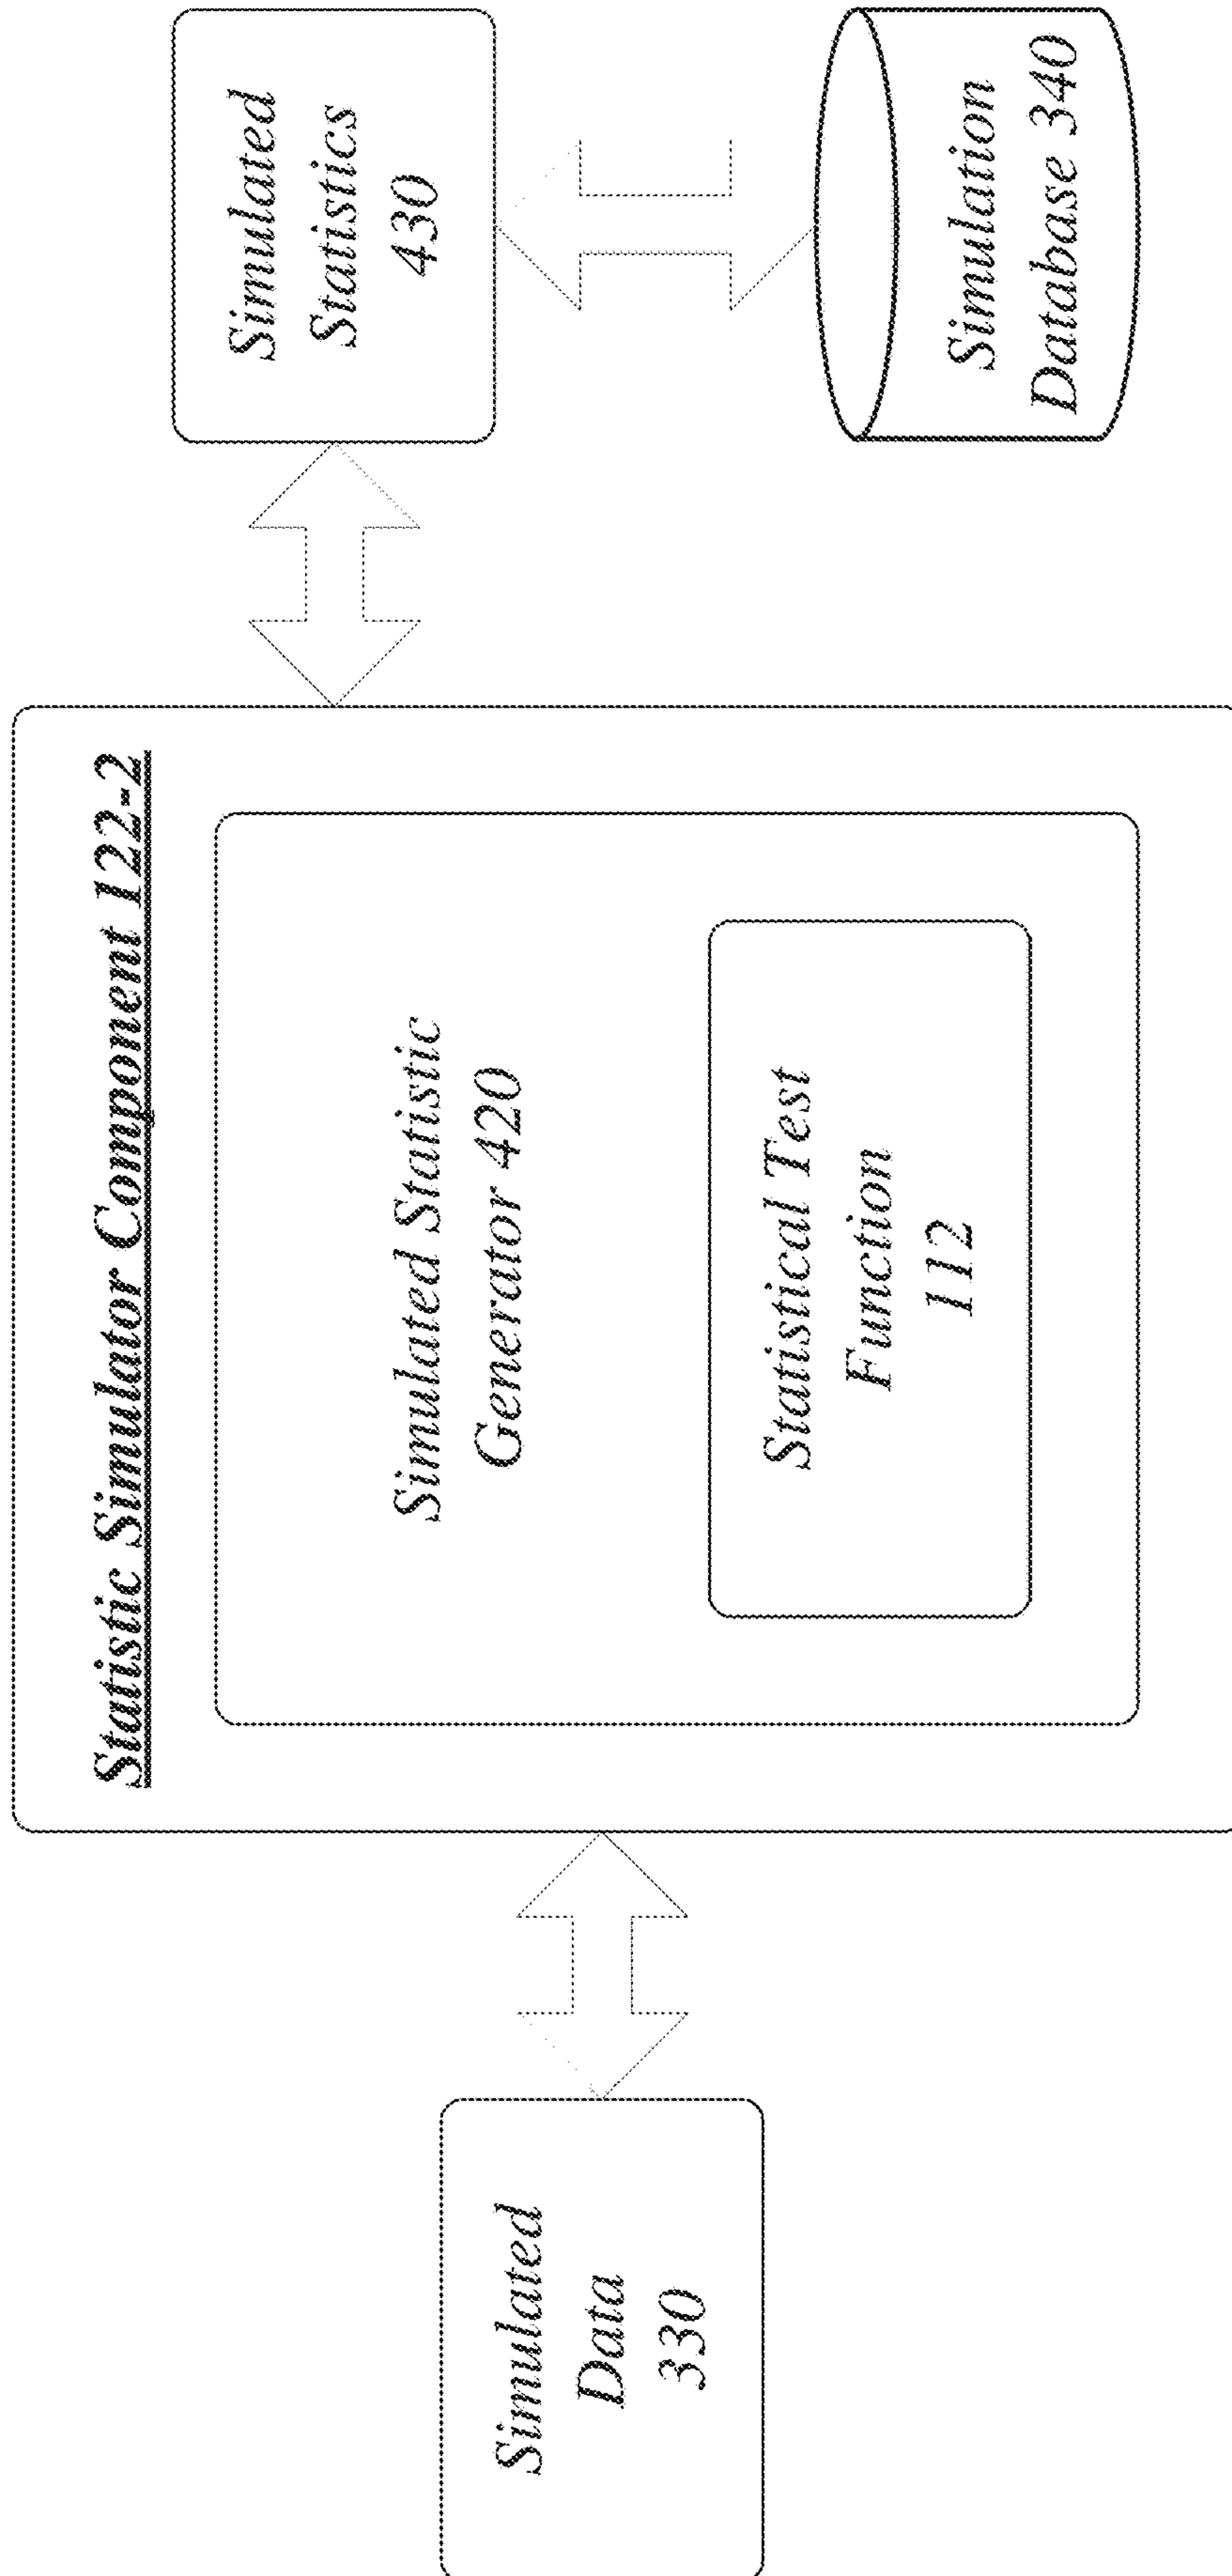 Statistic Simulator Component 122-2
Simulated
Data
330
Simulated Statistic
Generator 420
Statistical Test
Function
112
Simulated
Statistics
430
Simulation
Database 340